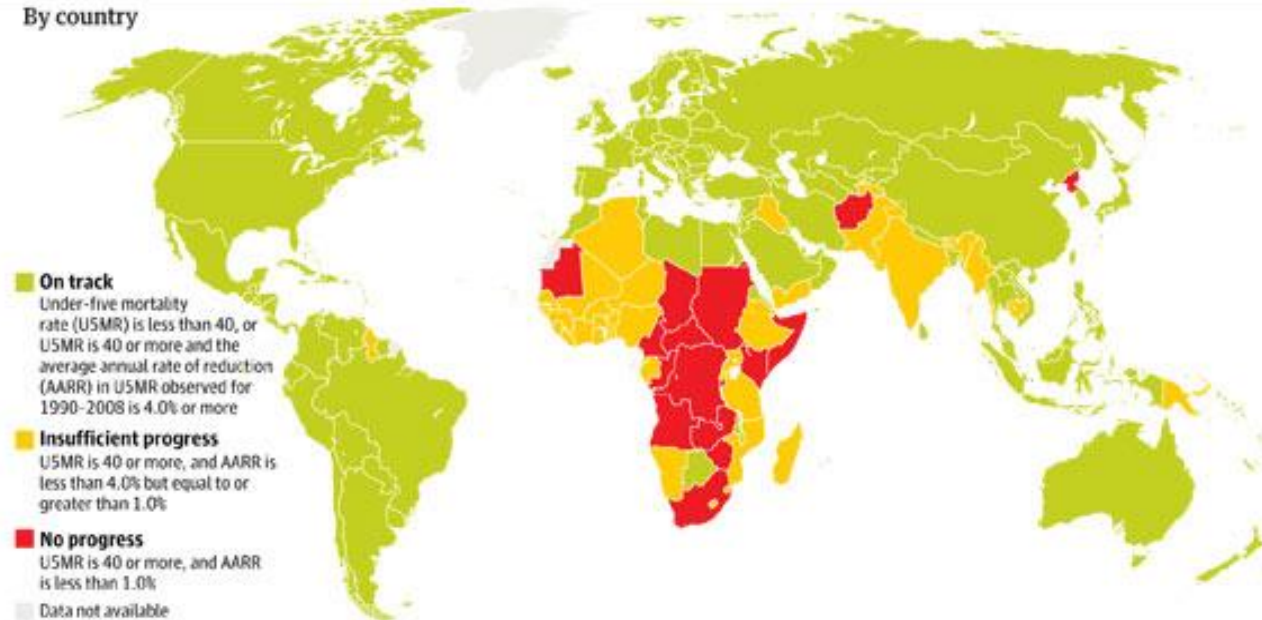 By country
On track
Under-five mortality
rate (U5MR) is less than 40, or
U5MR is 40 or more and the
average annual rate of reduction
(AARR) in U5MR observed for
1990-2008 is 4.0% or more
Insufficient progress
U5MR is 40 or more, and AARR is
less than 4.0% but equal to or
greater than 1.0%
No progress
U5MR is 40 or more, and AARR
is less than 1.0%
Data not available